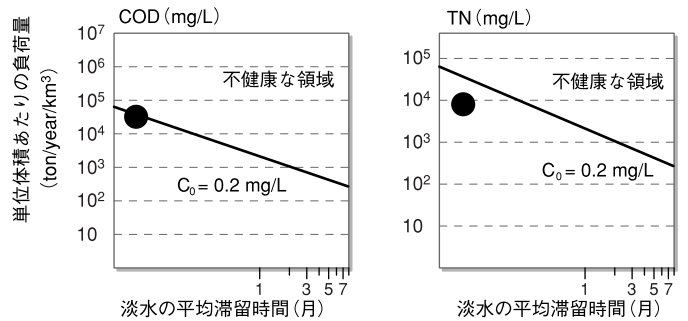 COD（mg/L）
単位体積あたりの負荷量
（ton/year/km³）
10⁷
10⁶
10⁵
10⁴
10³
10²
10
不健康な領域
C₀ = 0.2 mg/L
1 3 5 7
淡水の平均滞留時間（月）
TN（mg/L）
10⁵
10⁴
10³
10²
10
不健康な領域
C₀ = 0.2 mg/L
1 3 5 7
淡水の平均滞留時間（月）